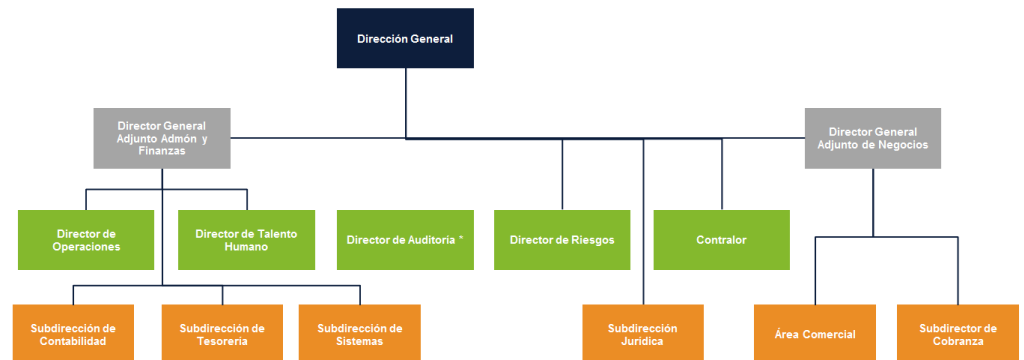 Dirección General
Director General
Adjunto Admón y
Finanzas
Director General
Adjunto de Negocios
Director de
Operaciones
Director de Talento
Humano
Director de Auditoría *
Director de Riesgos
Contralor
Subdirección de
Contabilidad
Subdirección de
Tesorería
Subdirección de
Sistemas
Subdirección
Jurídica
Área Comercial
Subdirector de
Cobranza